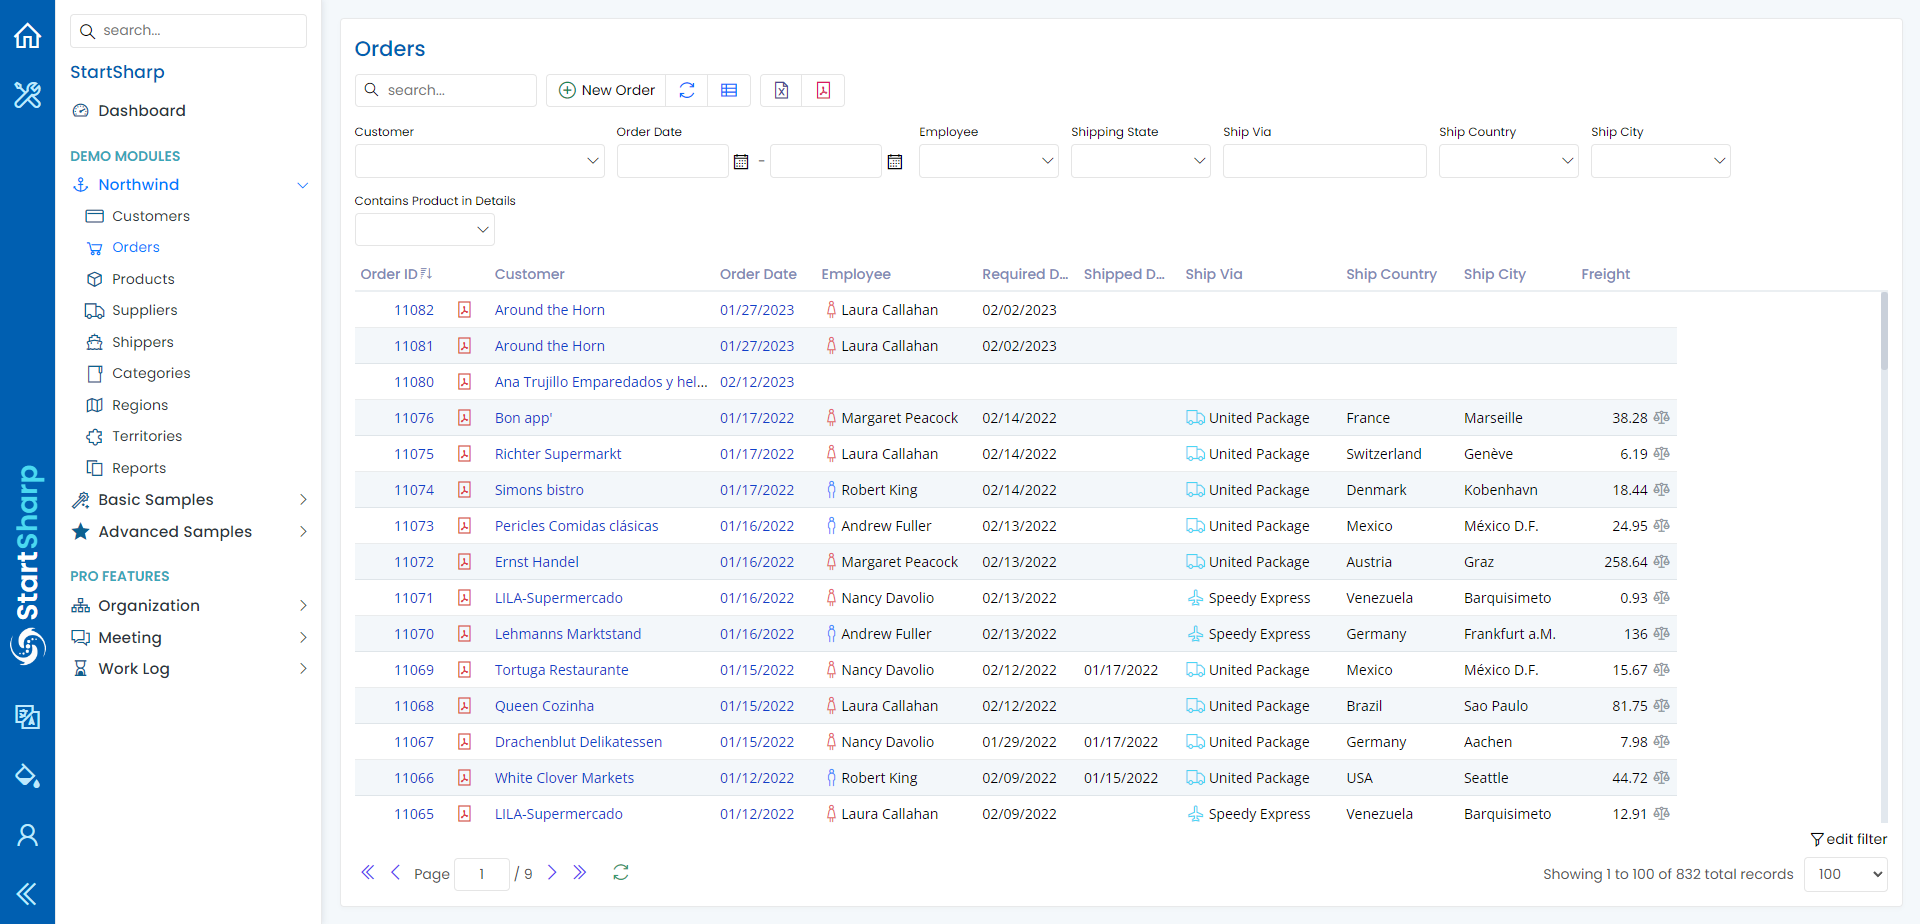 search...
StartSharp
Dashboard
DEMO MODULES
Northwind
Customers
Orders
Products
Suppliers
Shippers
Categories
Regions
Territories
Reports
Basic Samples
Advanced Samples
PRO FEATURES
Organization
Meeting
Work Log
StartSharp
Orders
search... New Order
Customer Order Date Employee Shipping State Ship Via Ship Country Ship City
-
Contains Product in Details
Order ID Customer Order Date Employee Required D... Shipped D... Ship Via Ship Country Ship City Freight
11082 Around the Horn 01/27/2023 Laura Callahan 02/02/2023
11081 Around the Horn 01/27/2023 Laura Callahan 02/02/2023
11080 Ana Trujillo Emparedados y hel... 02/12/2023
11076 Bon app' 01/17/2022 Margaret Peacock 02/14/2022 United Package France Marseille 38.28
11075 Richter Supermarkt 01/17/2022 Laura Callahan 02/14/2022 United Package Switzerland Genève 6.19
11074 Simons bistro 01/17/2022 Robert King 02/14/2022 United Package Denmark Kobenhavn 18.44
11073 Pericles Comidas clásicas 01/16/2022 Andrew Fuller 02/13/2022 United Package Mexico México D.F. 24.95
11072 Ernst Handel 01/16/2022 Margaret Peacock 02/13/2022 United Package Austria Graz 258.64
11071 LILA-Supermercado 01/16/2022 Nancy Davolio 02/13/2022 Speedy Express Venezuela Barquisimeto 0.93
11070 Lehmanns Marktstand 01/16/2022 Andrew Fuller 02/13/2022 Speedy Express Germany Frankfurt a.M. 136
11069 Tortuga Restaurante 01/15/2022 Nancy Davolio 02/12/2022 01/17/2022 United Package Mexico México D.F. 15.67
11068 Queen Cozinha 01/15/2022 Laura Callahan 02/12/2022 United Package Brazil Sao Paulo 81.75
11067 Drachenblut Delikatessen 01/15/2022 Nancy Davolio 01/29/2022 01/17/2022 United Package Germany Aachen 7.98
11066 White Clover Markets 01/12/2022 Robert King 02/09/2022 01/15/2022 United Package USA Seattle 44.72
11065 LILA-Supermercado 01/12/2022 Laura Callahan 02/09/2022 Speedy Express Venezuela Barquisimeto 12.91
edit filter
Page 1 / 9 Showing 1 to 100 of 832 total records 100